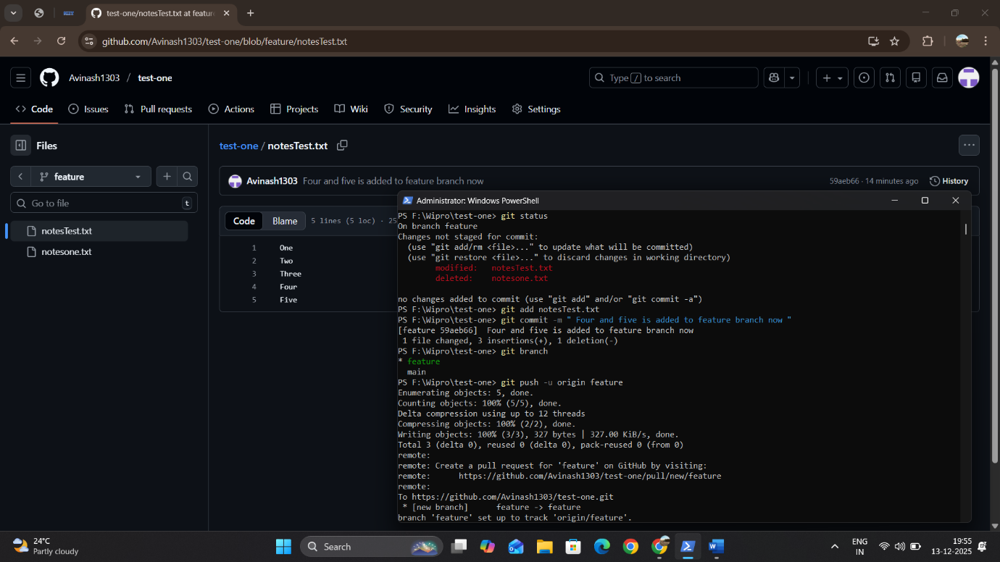 test-one/notesTest.txt at featur
github.com/Avinash1303/test-one/blob/feature/notesTest.txt
Avinash1303 / test-one
Type / to search
Code
Issues
Pull requests
Actions
Projects
Wiki
Security
Insights
Settings
Files
feature
Go to file
t
notesTest.txt
notesone.txt
test-one / notesTest.txt
Avinash1303 Four and five is added to feature branch now
59aeb66 · 14 minutes ago
History
Code
Blame
5 lines (5 loc) · 25
1 One
2 Two
3 Three
4 Four
5 Five
Administrator: Windows PowerShell
PS F:\Wipro\test-one> git status
On branch feature
Changes not staged for commit:
(use "git add/rm <file>..." to update what will be committed)
(use "git restore <file>..." to discard changes in working directory)
modified: notesTest.txt
deleted: notesone.txt
no changes added to commit (use "git add" and/or "git commit -a")
PS F:\Wipro\test-one> git add notesTest.txt
PS F:\Wipro\test-one> git commit -m " Four and five is added to feature branch now "
[feature 59aeb66] Four and five is added to feature branch now
1 file changed, 3 insertions(+), 1 deletion(-)
PS F:\Wipro\test-one> git branch
* feature
main
PS F:\Wipro\test-one> git push -u origin feature
Enumerating objects: 5, done.
Counting objects: 100% (5/5), done.
Delta compression using up to 12 threads
Compressing objects: 100% (2/2), done.
Writing objects: 100% (3/3), 327 bytes | 327.00 KiB/s, done.
Total 3 (delta 0), reused 0 (delta 0), pack-reused 0 (from 0)
remote:
remote: Create a pull request for 'feature' on GitHub by visiting:
remote: https://github.com/Avinash1303/test-one/pull/new/feature
remote:
To https://github.com/Avinash1303/test-one.git
* [new branch] feature -> feature
branch 'feature' set up to track 'origin/feature'.
24°C
Partly cloudy
Search
ENG
IN
19:55
13-12-2025